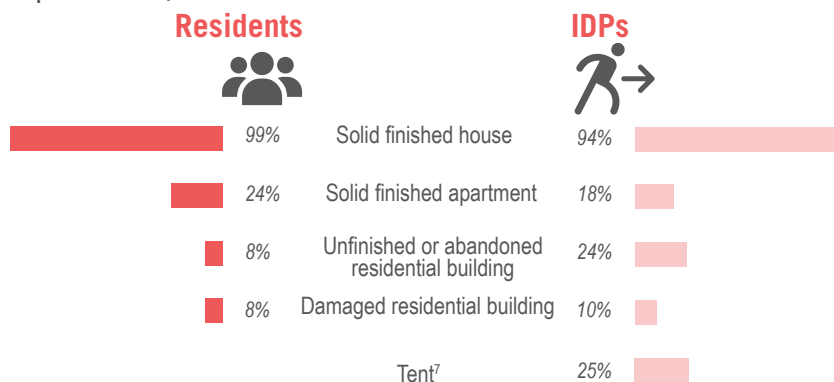 Residents IDPs
99% Solid finished house 94%
24% Solid finished apartment 18%
8% Unfinished or abandoned residential building 24%
8% Damaged residential building 10%
Tent⁷ 25%